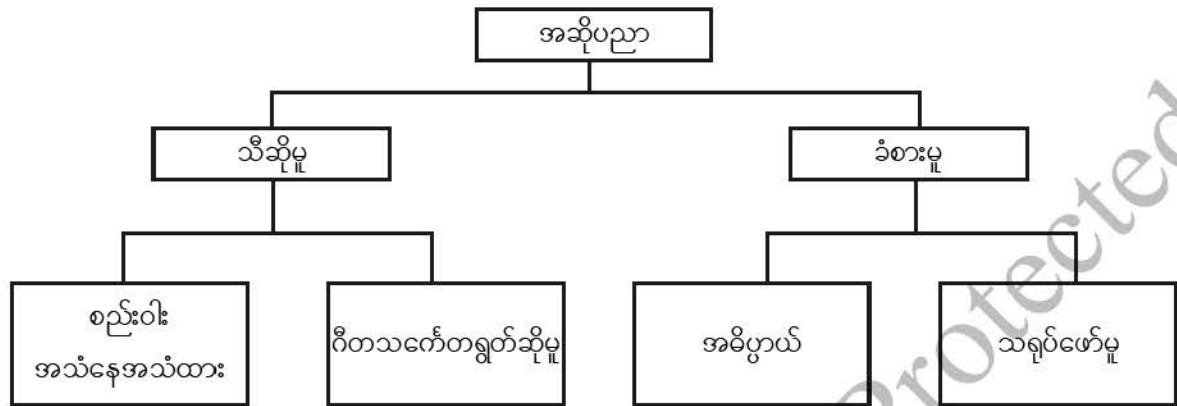 အဆိုပညာ
သီဆိုမှု
ခံစားမှု
စည်းဝါး
အသံနေအသံထား
ဂီတသင်္ကေတရွတ်ဆိုမှု
အဓိပ္ပာယ်
သရုပ်ဖော်မှု
Protected